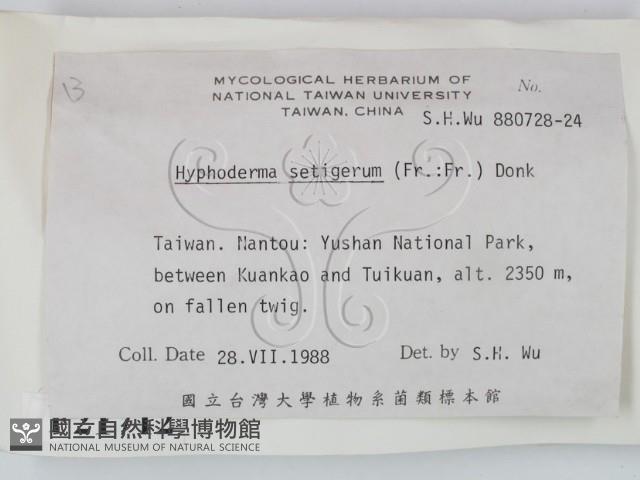 13
MYCOLOGICAL HERBARIUM OF
NATIONAL TAIWAN UNIVERSITY
TAIWAN, CHINA
No.
S.H.Wu 880728-24
Hyphoderma setigerum (Fr.:Fr.) Donk
Taiwan. Nantou: Yushan National Park,
between Kuankao and Tuikuan, alt. 2350 m,
on fallen twig.
Coll. Date 28.VII.1988 Det. by S.H. Wu
國立台灣大學植物系菌類標本館
國立自然科學博物館
NATIONAL MUSEUM OF NATURAL SCIENCE